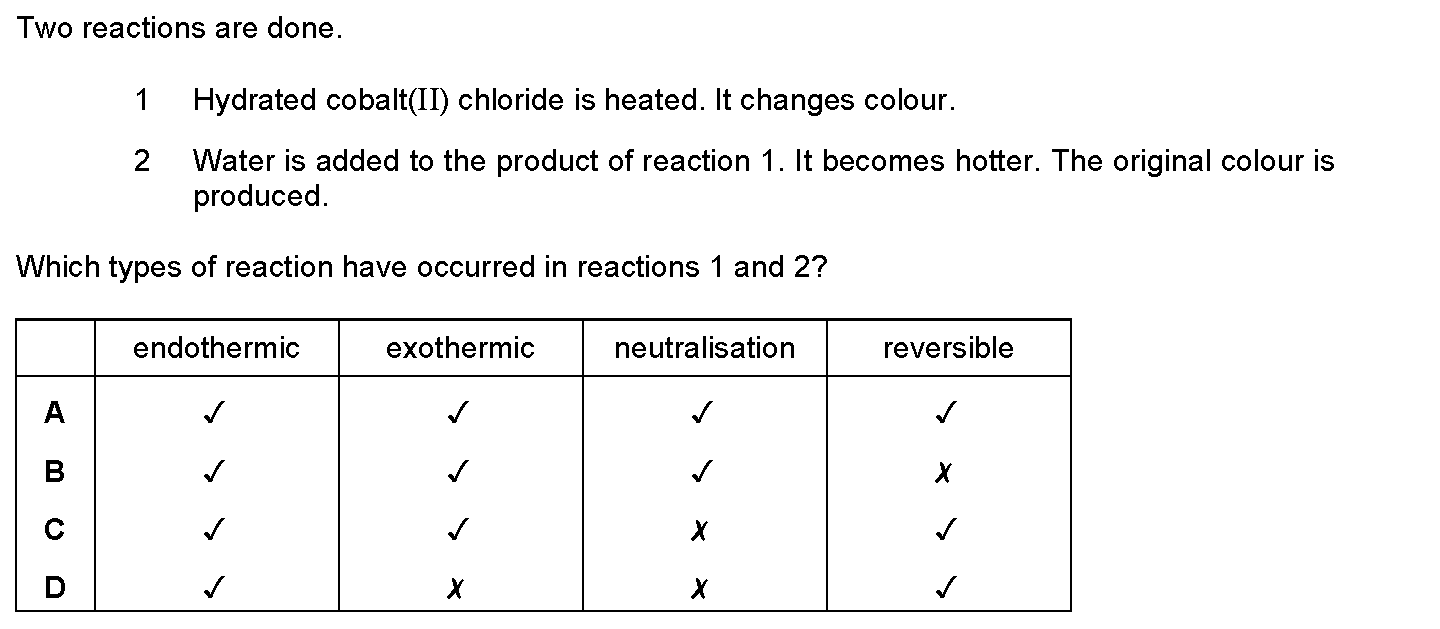 Two reactions are done.
1 Hydrated cobalt(II) chloride is heated. It changes colour.
2 Water is added to the product of reaction 1. It becomes hotter. The original colour is
produced.
Which types of reaction have occurred in reactions 1 and 2?
endothermic exothermic neutralisation reversible
A ✓ ✓ ✓ ✓
B ✓ ✓ ✓ ✗
C ✓ ✓ ✗ ✓
D ✓ ✗ ✗ ✓